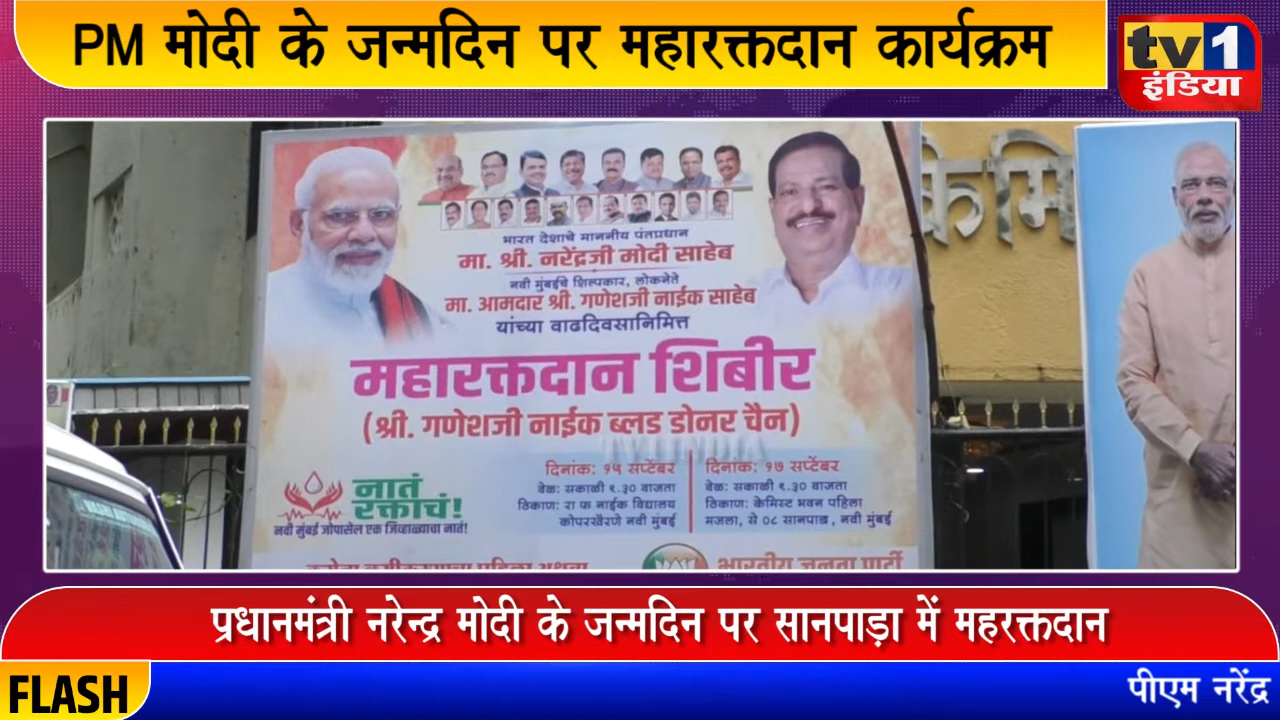 PM मोदी के जन्मदिन पर महारक्तदान कार्यक्रम
tv1
इंडिया
केमि
भारत देशाचे माननीय पंतप्रधान
मा. श्री. नरेंद्रजी मोदी साहेब
नवी मुंबईचे शिल्पकार, लोकनेते
मा. आमदार श्री. गणेशजी नाईक साहेब
यांच्या वाढदिवसानिमित्त
महारक्तदान शिबीर
(श्री. गणेशजी नाईक ब्लड डोनर चैन)
TV1 INDIA
नातं
रक्ताचं!
नवी मुंबई जोपासेल एक जिव्हाळ्याचा नातं!
दिनांक: १५ सप्टेंबर
वेळ: सकाळी ९.३० वाजता
ठिकाण: रा फ नाईक विद्यालय
कोपरखैरणे नवी मुंबई
दिनांक: १७ सप्टेंबर
वेळ: सकाळी ९.३० वाजता
ठिकाण: केमिस्ट भवन पहिला
मजला, से ०८ सानपाडा, नवी मुंबई
भारतीय जनता पार्टी
प्रधानमंत्री नरेन्द्र मोदी के जन्मदिन पर सानपाड़ा में महरक्तदान
FLASH
पीएम नरेंद्र